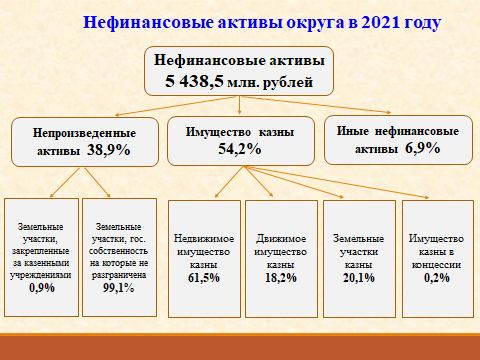 Нефинансовые активы округа в 2021 году
Нефинансовые активы
5 438,5 млн. рублей
Непроизведенные
активы 38,9%
Имущество казны
54,2%
Иные нефинансовые
активы 6,9%
Земельные
участки,
закрепленные
за казенными
учреждениями
0,9%
Земельные
участки, гос.
собственность
на которые не
разграничена
99,1%
Недвижимое
имущество
казны
61,5%
Движимое
имущество
казны
18,2%
Земельные
участки
казны
20,1%
Имущество
казны в
концессии
0,2%